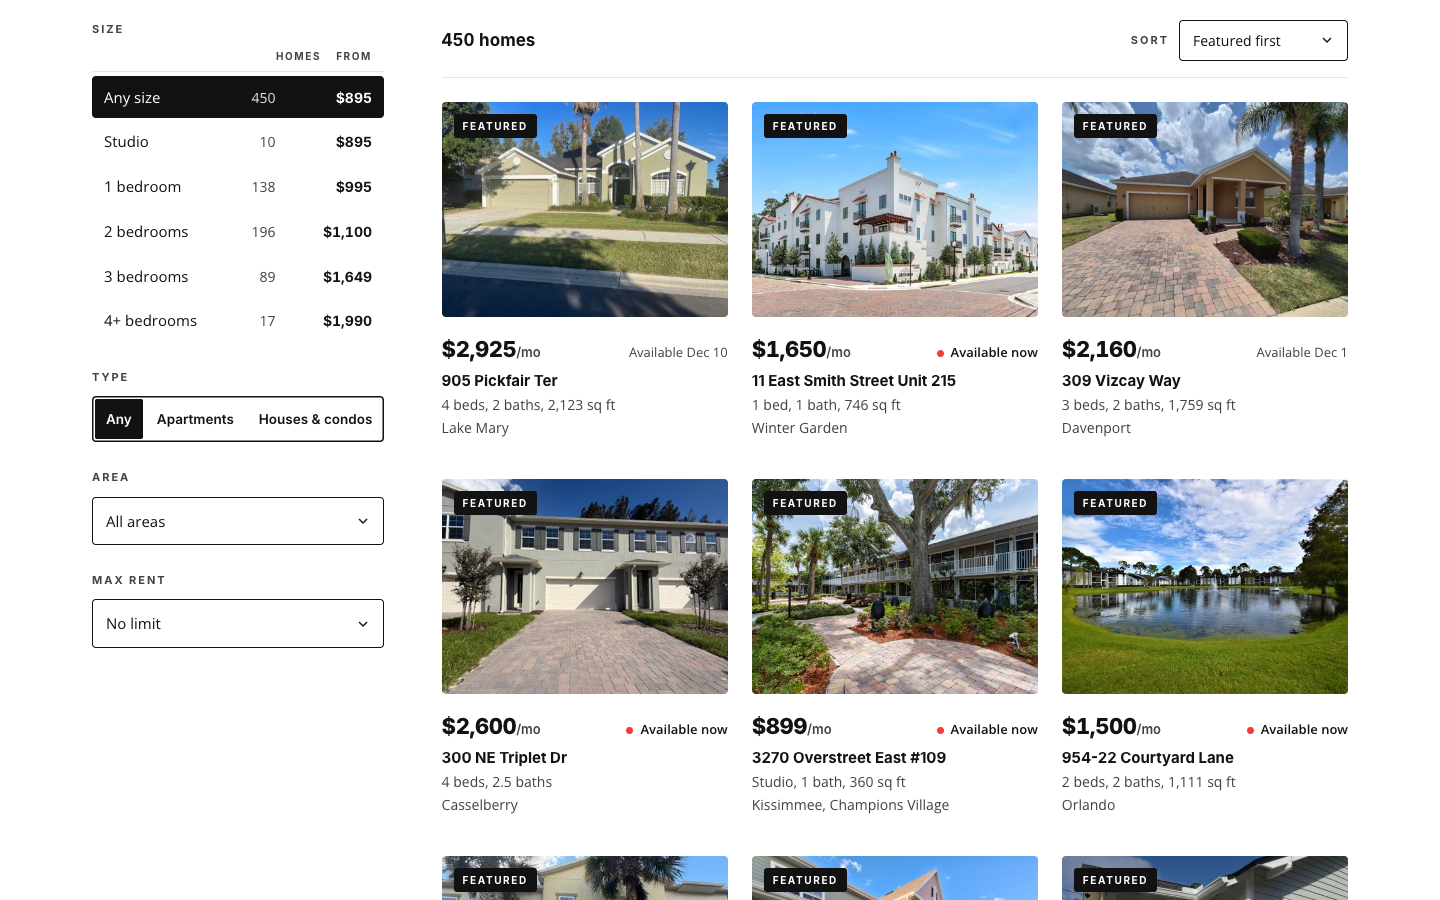 SIZE
HOMES FROM
Any size 450 $895
Studio 10 $895
1 bedroom 138 $995
2 bedrooms 196 $1,100
3 bedrooms 89 $1,649
4+ bedrooms 17 $1,990
TYPE
Any Apartments Houses & condos
AREA
All areas
MAX RENT
No limit
450 homes
SORT Featured first
FEATURED
$2,925/mo Available Dec 10
905 Pickfair Ter
4 beds, 2 baths, 2,123 sq ft
Lake Mary
FEATURED
$1,650/mo Available now
11 East Smith Street Unit 215
1 bed, 1 bath, 746 sq ft
Winter Garden
FEATURED
$2,160/mo Available Dec 1
309 Vizcay Way
3 beds, 2 baths, 1,759 sq ft
Davenport
FEATURED
$2,600/mo Available now
300 NE Triplet Dr
4 beds, 2.5 baths
Casselberry
FEATURED
$899/mo Available now
3270 Overstreet East #109
Studio, 1 bath, 360 sq ft
Kissimmee, Champions Village
FEATURED
$1,500/mo Available now
954-22 Courtyard Lane
2 beds, 2 baths, 1,111 sq ft
Orlando
FEATURED
FEATURED
FEATURED